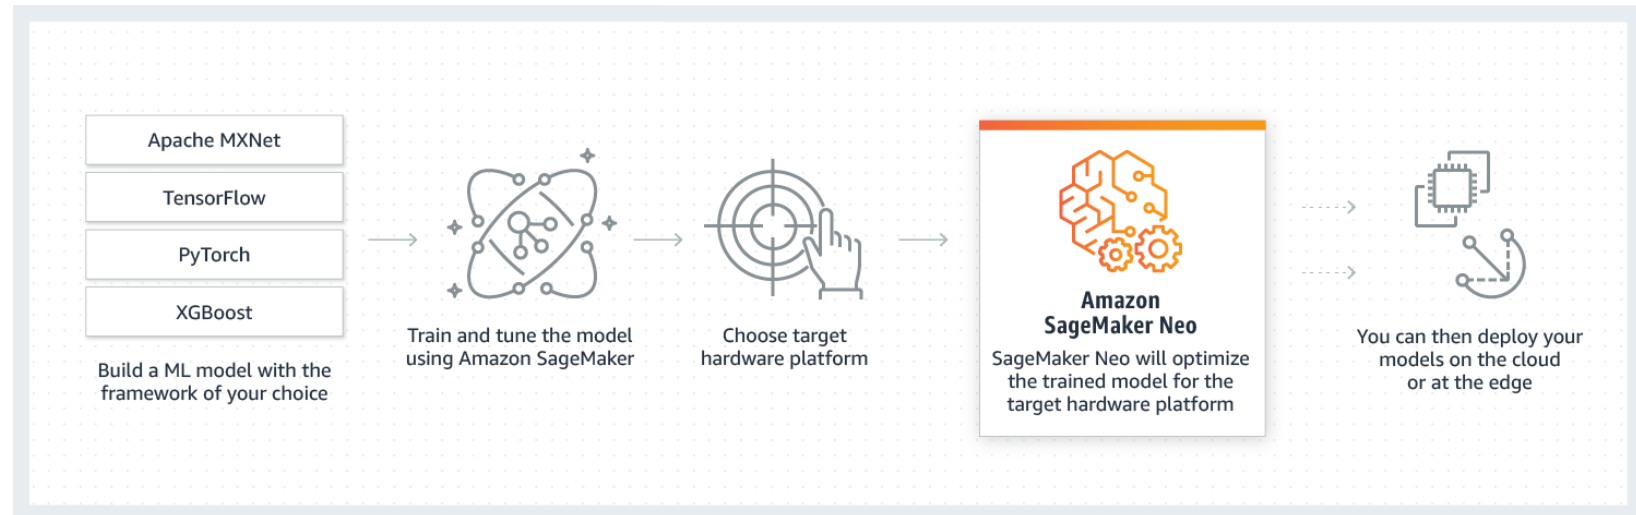 Apache MXNet
TensorFlow
PyTorch
XGBoost
Build a ML model with the
framework of your choice
Train and tune the model
using Amazon SageMaker
Choose target
hardware platform
Amazon
SageMaker Neo
SageMaker Neo will optimize
the trained model for the
target hardware platform
You can then deploy your
models on the cloud
or at the edge